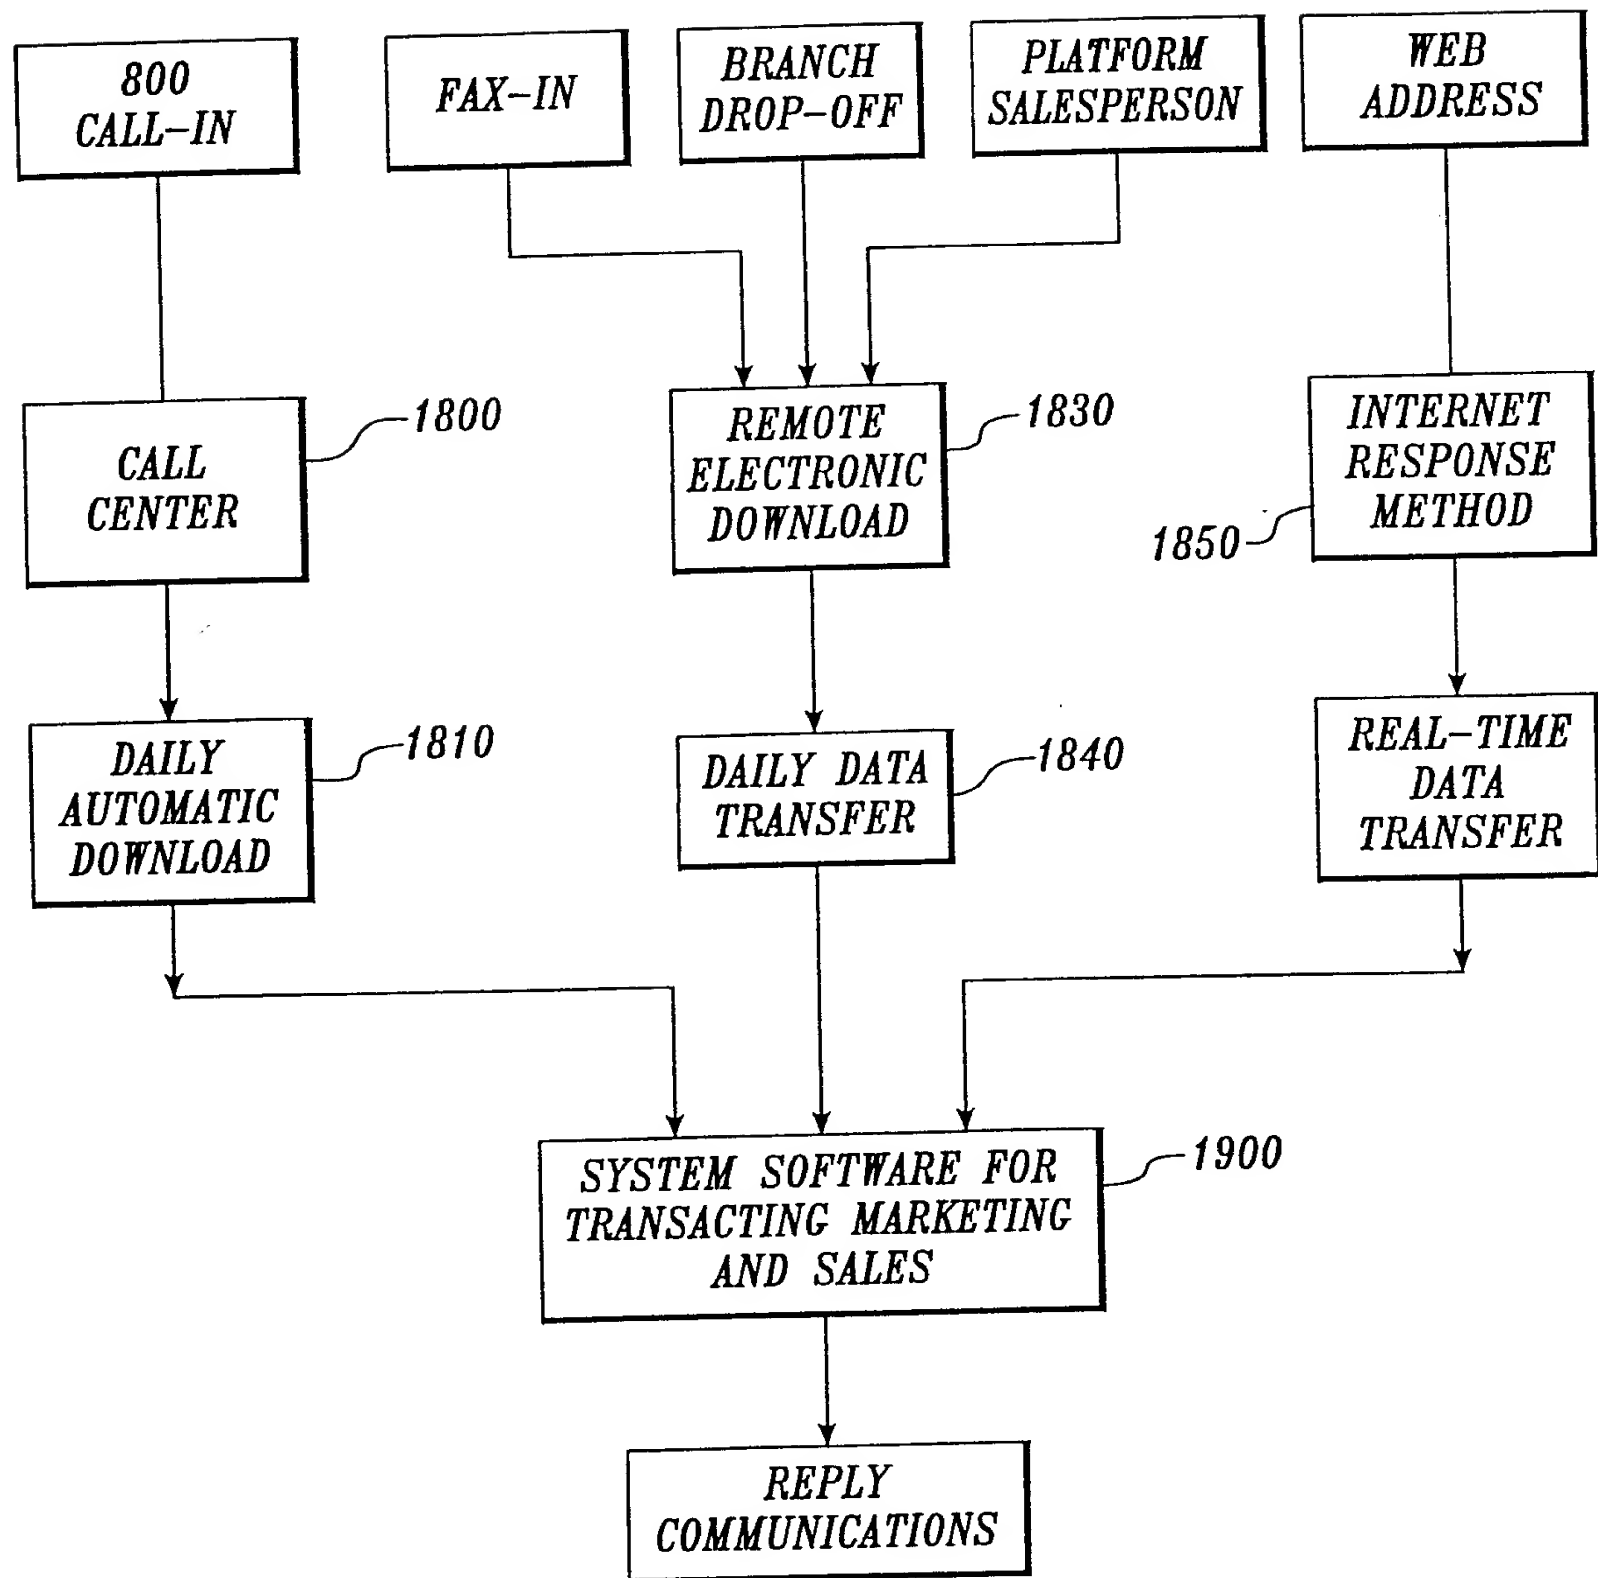 800
CALL-IN
FAX-IN
BRANCH
DROP-OFF
PLATFORM
SALESPERSON
WEB
ADDRESS
CALL
CENTER
1800
REMOTE
ELECTRONIC
DOWNLOAD
1830
INTERNET
RESPONSE
METHOD
1850
DAILY
AUTOMATIC
DOWNLOAD
1810
DAILY DATA
TRANSFER
1840
REAL-TIME
DATA
TRANSFER
SYSTEM SOFTWARE FOR
TRANSACTING MARKETING
AND SALES
1900
REPLY
COMMUNICATIONS